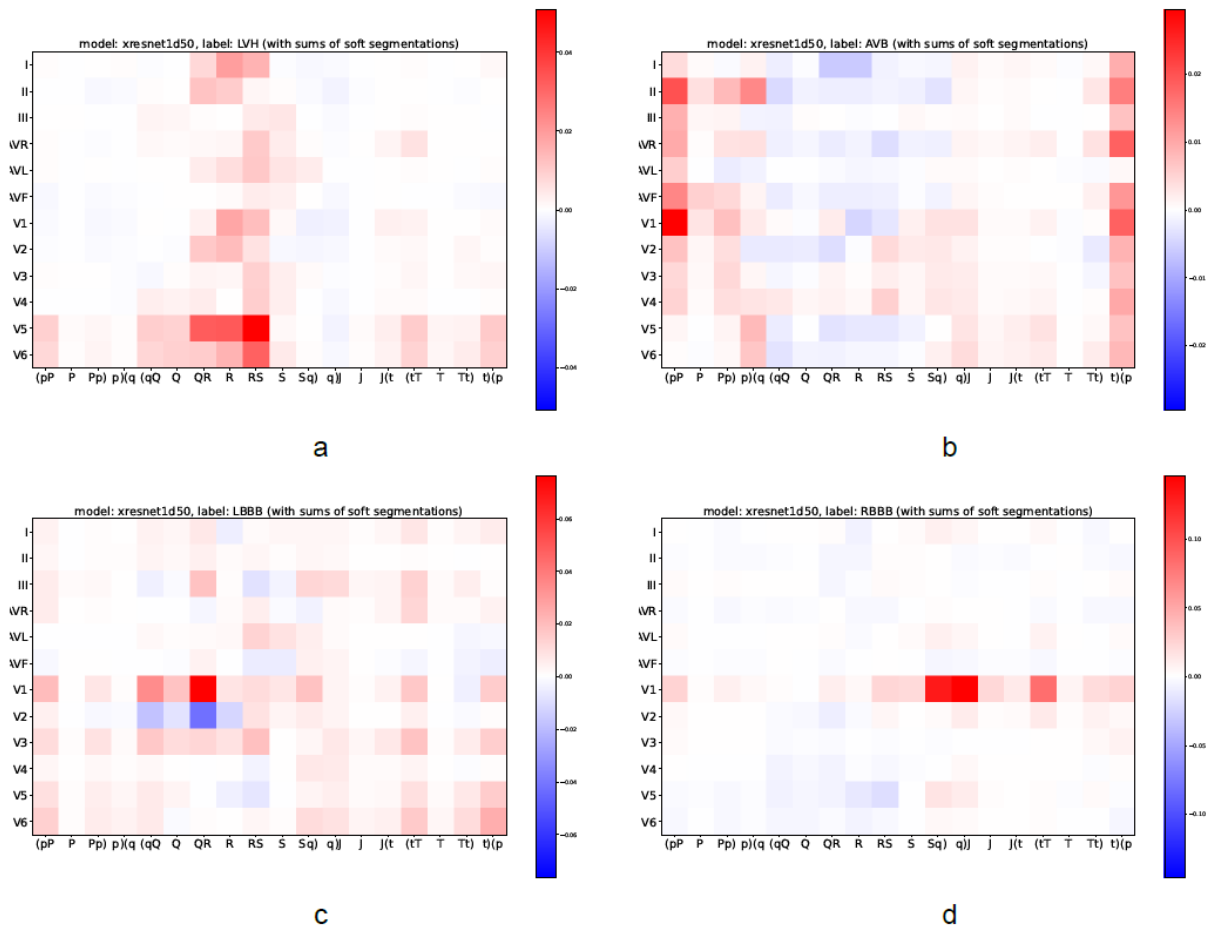 model: xresnet1d50, label: LVH (with sums of soft segmentations)
I
II
III
AVR
AVL
AVF
V1
V2
V3
V4
V5
V6
(pP P Pp) p)(q (qQ Q QR R RS S Sq) q)J J J(t (tT T Tt) t)(p
0.04
0.02
0.00
−0.02
−0.04
a
model: xresnet1d50, label: AVB (with sums of soft segmentations)
I
II
III
AVR
AVL
AVF
V1
V2
V3
V4
V5
V6
(pP P Pp) p)(q (qQ Q QR R RS S Sq) q)J J J(t (tT T Tt) t)(p
0.02
0.01
0.00
−0.01
−0.02
b
model: xresnet1d50, label: LBBB (with sums of soft segmentations)
I
II
III
AVR
AVL
AVF
V1
V2
V3
V4
V5
V6
(pP P Pp) p)(q (qQ Q QR R RS S Sq) q)J J J(t (tT T Tt) t)(p
0.06
0.04
0.02
0.00
−0.02
−0.04
−0.06
c
model: xresnet1d50, label: RBBB (with sums of soft segmentations)
I
II
III
AVR
AVL
AVF
V1
V2
V3
V4
V5
V6
(pP P Pp) p)(q (qQ Q QR R RS S Sq) q)J J J(t (tT T Tt) t)(p
0.10
0.05
0.00
−0.05
−0.10
d